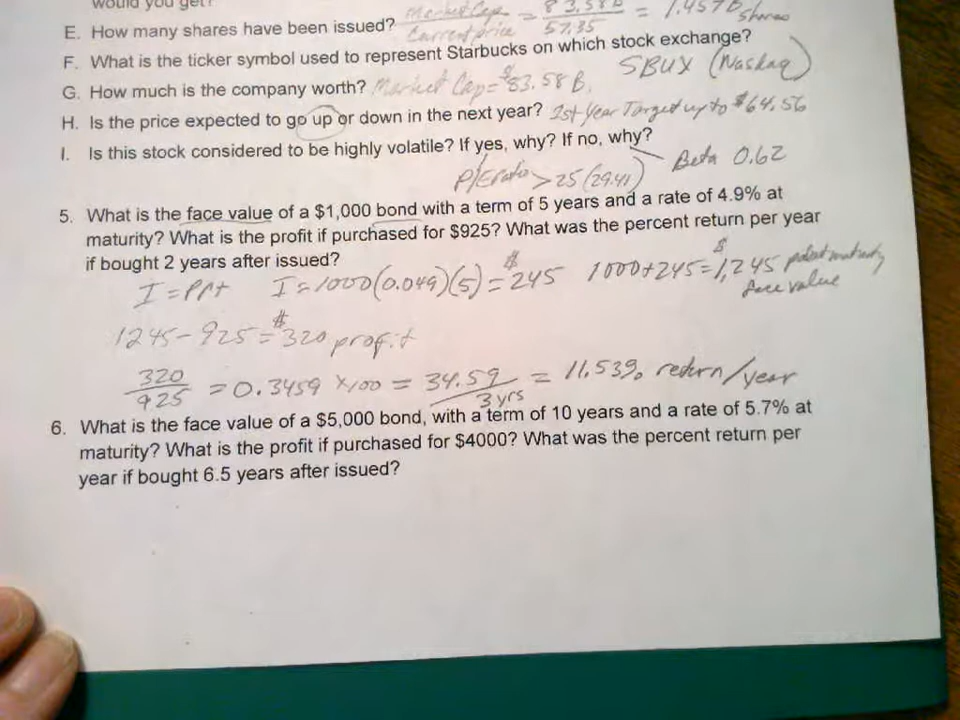 would you get?
E. How many shares have been issued? Market Cap / Current price = 83.58B / 57.35 = 1.457B shares
F. What is the ticker symbol used to represent Starbucks on which stock exchange? SBUX (Nasdaq)
G. How much is the company worth? Market Cap = $83.58 B.
H. Is the price expected to go up or down in the next year? 1st Year Target up to $64.56
I. Is this stock considered to be highly volatile? If yes, why? If no, why?
P/E ratio > 25 (29.41) Beta 0.62
5. What is the face value of a $1,000 bond with a term of 5 years and a rate of 4.9% at
maturity? What is the profit if purchased for $925? What was the percent return per year
if bought 2 years after issued?
I = Prt I = 1000(0.049)(5) = $245 1000+245 = $1,245 maturity
face value
1245 - 925 = $320 profit
320 / 925 = 0.3459 x100 = 34.59 / 3 yrs = 11.53% return/year
6. What is the face value of a $5,000 bond, with a term of 10 years and a rate of 5.7% at
maturity? What is the profit if purchased for $4000? What was the percent return per
year if bought 6.5 years after issued?